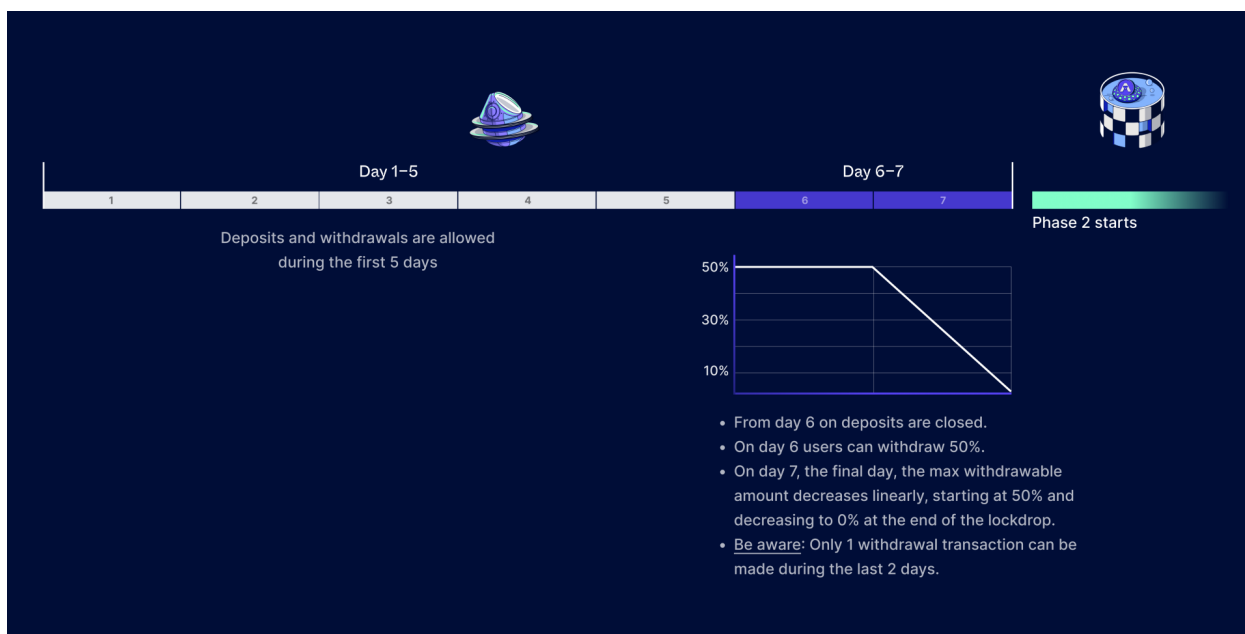 Day 1–5
Day 6–7
1
2
3
4
5
6
7
Phase 2 starts
Deposits and withdrawals are allowed
during the first 5 days
50%
30%
10%
• From day 6 on deposits are closed.
• On day 6 users can withdraw 50%.
• On day 7, the final day, the max withdrawable
amount decreases linearly, starting at 50% and
decreasing to 0% at the end of the lockdrop.
• Be aware: Only 1 withdrawal transaction can be
made during the last 2 days.